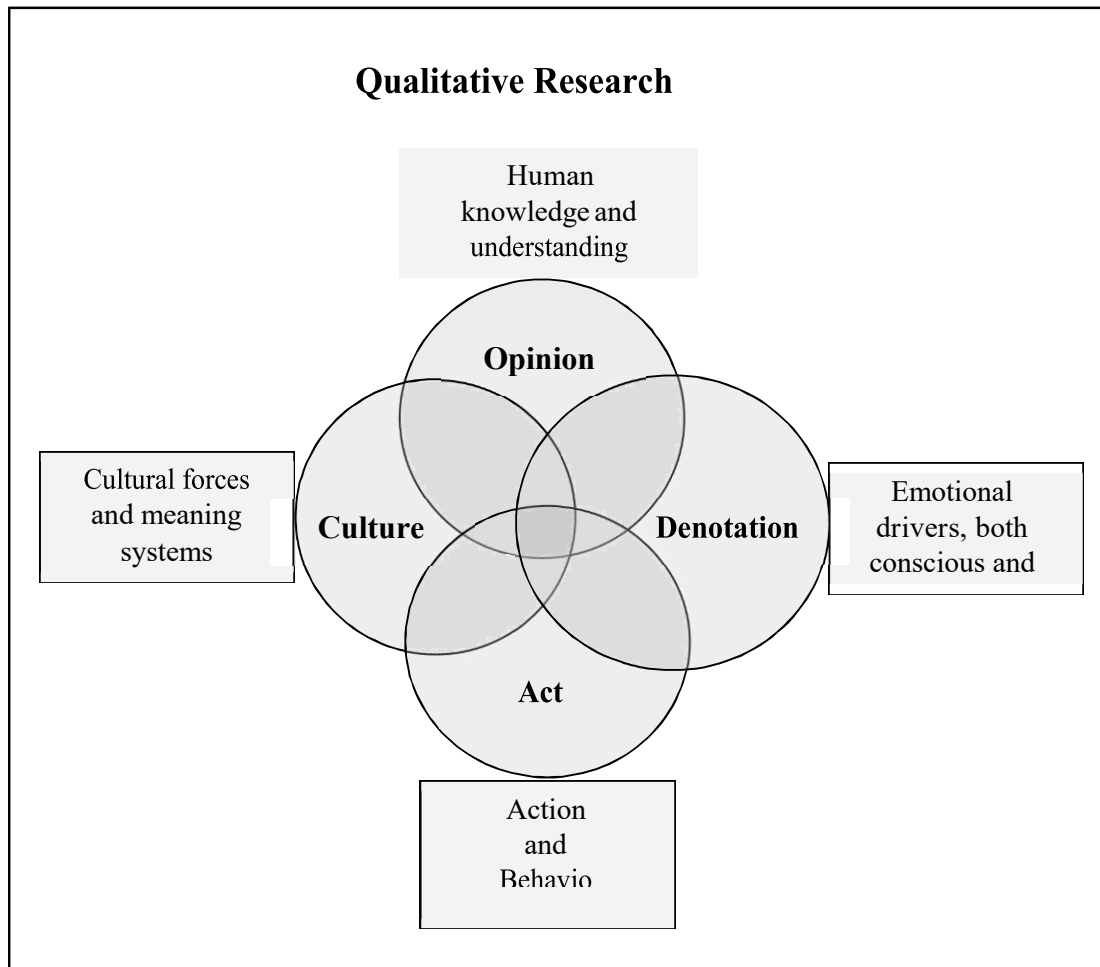 Qualitative Research
Human
knowledge and
understanding
Opinion
Cultural forces
and meaning
systems
Culture
Denotation
Emotional
drivers, both
conscious and
Act
Action
and
Behavio